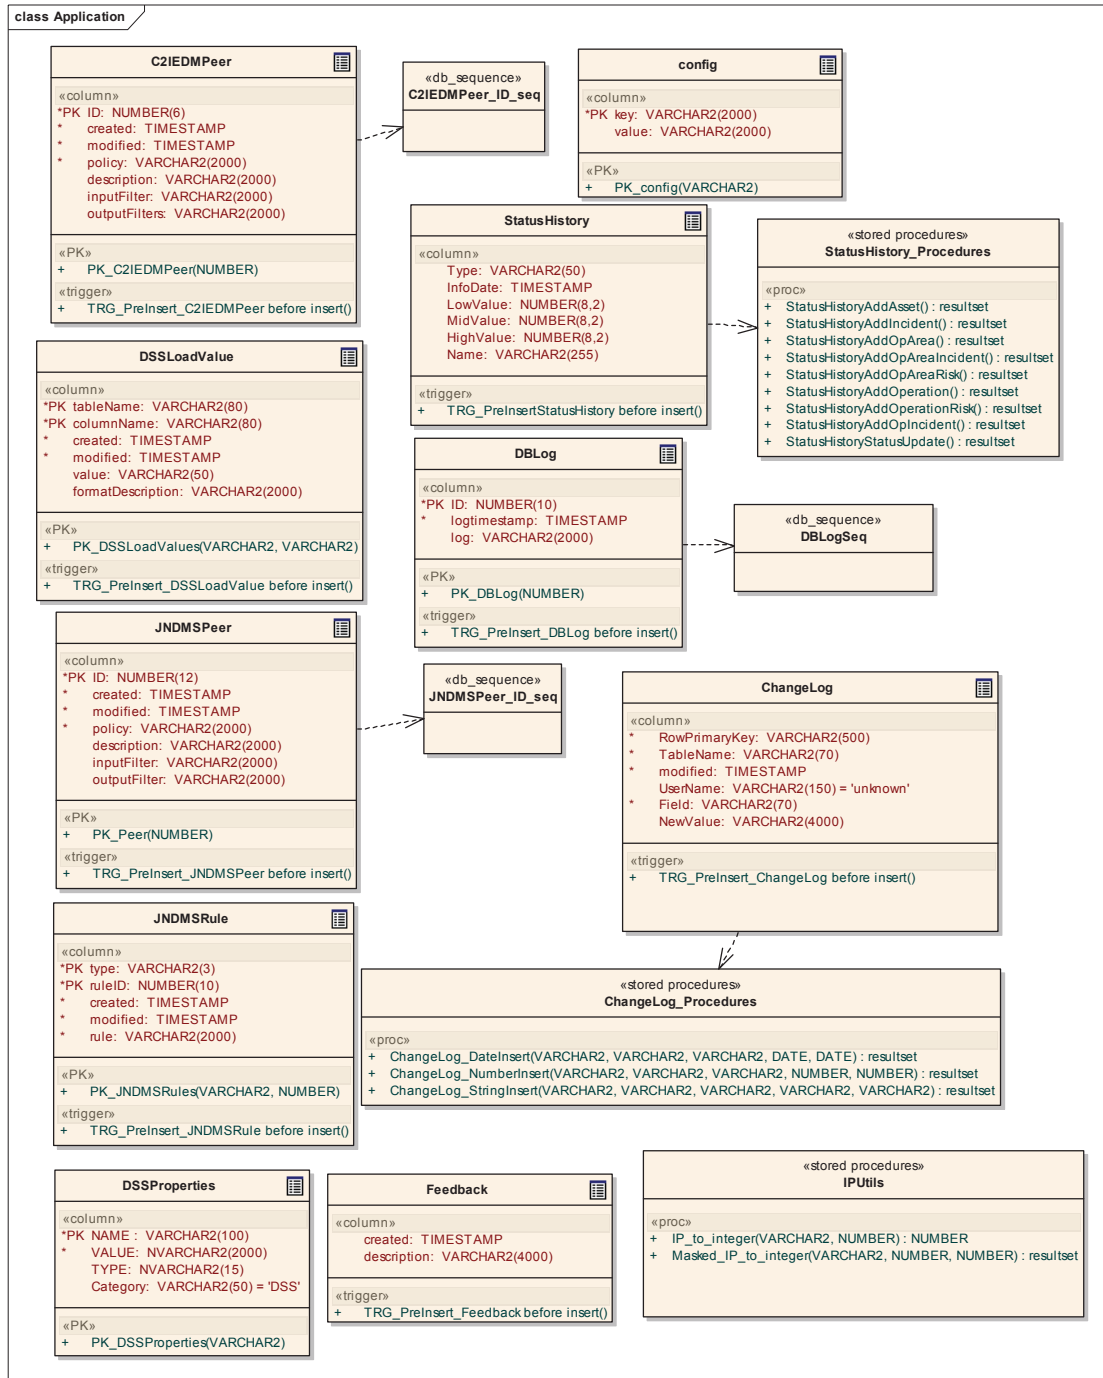 class Application
C2IEDMPeer
«column»
*PK ID: NUMBER(6)
* created: TIMESTAMP
* modified: TIMESTAMP
* policy: VARCHAR2(2000)
description: VARCHAR2(2000)
inputFilter: VARCHAR2(2000)
outputFilters: VARCHAR2(2000)
«PK»
+ PK_C2IEDMPeer(NUMBER)
«trigger»
+ TRG_PreInsert_C2IEDMPeer before insert()
«db_sequence»
C2IEDMPeer_ID_seq
config
«column»
*PK key: VARCHAR2(2000)
value: VARCHAR2(2000)
«PK»
+ PK_config(VARCHAR2)
StatusHistory
«column»
Type: VARCHAR2(50)
InfoDate: TIMESTAMP
LowValue: NUMBER(8,2)
MidValue: NUMBER(8,2)
HighValue: NUMBER(8,2)
Name: VARCHAR2(255)
«trigger»
+ TRG_PreInsertStatusHistory before insert()
«stored procedures»
StatusHistory_Procedures
«proc»
+ StatusHistoryAddAsset() : resultset
+ StatusHistoryAddIncident() : resultset
+ StatusHistoryAddOpArea() : resultset
+ StatusHistoryAddOpAreaIncident() : resultset
+ StatusHistoryAddOpAreaRisk() : resultset
+ StatusHistoryAddOperation() : resultset
+ StatusHistoryAddOperationRisk() : resultset
+ StatusHistoryAddOpIncident() : resultset
+ StatusHistoryStatusUpdate() : resultset
DSSLoadValue
«column»
*PK tableName: VARCHAR2(80)
*PK columnName: VARCHAR2(80)
* created: TIMESTAMP
* modified: TIMESTAMP
value: VARCHAR2(50)
formatDescription: VARCHAR2(2000)
«PK»
+ PK_DSSLoadValues(VARCHAR2, VARCHAR2)
«trigger»
+ TRG_PreInsert_DSSLoadValue before insert()
DBLog
«column»
*PK ID: NUMBER(10)
* logtimestamp: TIMESTAMP
log: VARCHAR2(2000)
«PK»
+ PK_DBLog(NUMBER)
«trigger»
+ TRG_PreInsert_DBLog before insert()
«db_sequence»
DBLogSeq
JNDMSPeer
«column»
*PK ID: NUMBER(12)
* created: TIMESTAMP
* modified: TIMESTAMP
* policy: VARCHAR2(2000)
description: VARCHAR2(2000)
inputFilter: VARCHAR2(2000)
outputFilter: VARCHAR2(2000)
«PK»
+ PK_Peer(NUMBER)
«trigger»
+ TRG_PreInsert_JNDMSPeer before insert()
«db_sequence»
JNDMSPeer_ID_seq
ChangeLog
«column»
* RowPrimaryKey: VARCHAR2(500)
* TableName: VARCHAR2(70)
* modified: TIMESTAMP
UserName: VARCHAR2(150) = 'unknown'
* Field: VARCHAR2(70)
NewValue: VARCHAR2(4000)
«trigger»
+ TRG_PreInsert_ChangeLog before insert()
JNDMSRule
«column»
*PK type: VARCHAR2(3)
*PK ruleID: NUMBER(10)
* created: TIMESTAMP
* modified: TIMESTAMP
* rule: VARCHAR2(2000)
«PK»
+ PK_JNDMSRules(VARCHAR2, NUMBER)
«trigger»
+ TRG_PreInsert_JNDMSRule before insert()
«stored procedures»
ChangeLog_Procedures
«proc»
+ ChangeLog_DateInsert(VARCHAR2, VARCHAR2, VARCHAR2, DATE, DATE) : resultset
+ ChangeLog_NumberInsert(VARCHAR2, VARCHAR2, VARCHAR2, NUMBER, NUMBER) : resultset
+ ChangeLog_StringInsert(VARCHAR2, VARCHAR2, VARCHAR2, VARCHAR2, VARCHAR2) : resultset
DSSProperties
«column»
*PK NAME : VARCHAR2(100)
* VALUE: NVARCHAR2(2000)
TYPE: NVARCHAR2(15)
Category: VARCHAR2(50) = 'DSS'
«PK»
+ PK_DSSProperties(VARCHAR2)
Feedback
«column»
created: TIMESTAMP
description: VARCHAR2(4000)
«trigger»
+ TRG_PreInsert_Feedback before insert()
«stored procedures»
IPUtils
«proc»
+ IP_to_integer(VARCHAR2, NUMBER) : NUMBER
+ Masked_IP_to_integer(VARCHAR2, NUMBER, NUMBER) : resultset